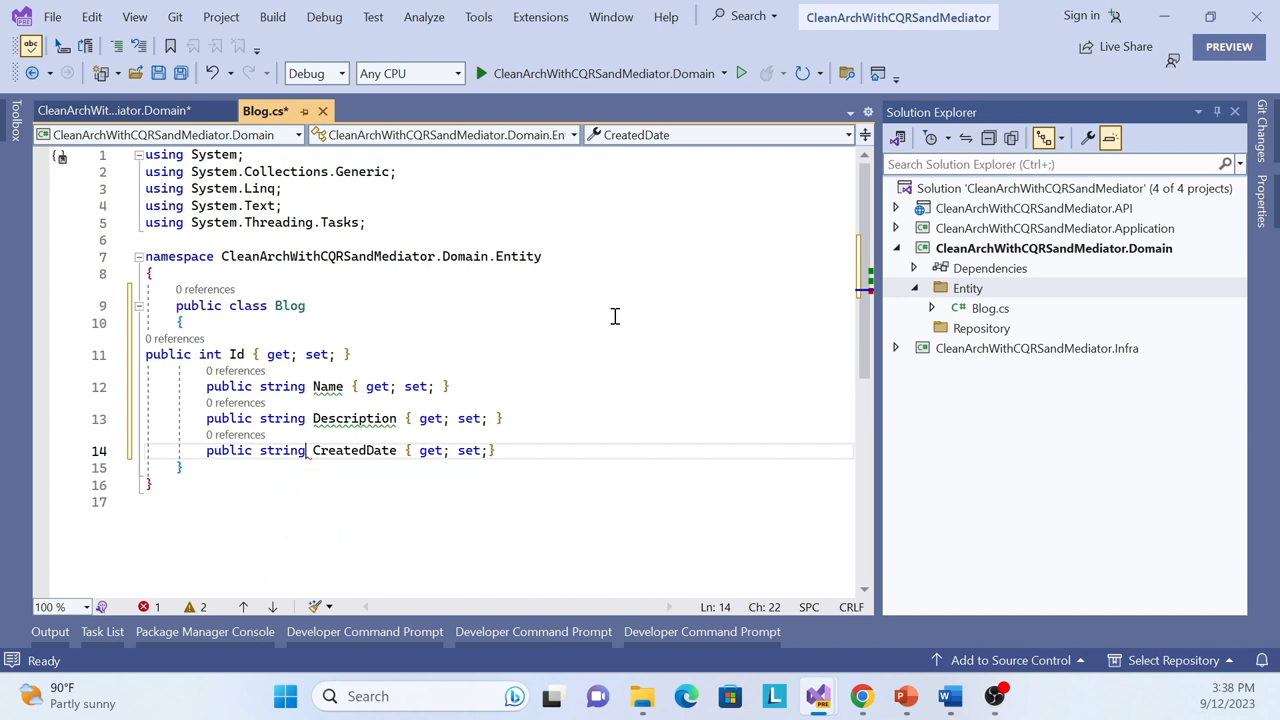 File Edit View Git Project Build Debug Test Analyze Tools Extensions Window Help Search CleanArchWithCQRSandMediator Sign in
Live Share PREVIEW
Debug Any CPU CleanArchWithCQRSandMediator.Domain
Toolbox
CleanArchWit...iator.Domain* Blog.cs*
CleanArchWithCQRSandMediator.Domain CleanArchWithCQRSandMediator.Domain.En CreatedDate
1 using System;
2 using System.Collections.Generic;
3 using System.Linq;
4 using System.Text;
5 using System.Threading.Tasks;
6
7 namespace CleanArchWithCQRSandMediator.Domain.Entity
8 {
0 references
9 public class Blog
10 {
0 references
11 public int Id { get; set; }
0 references
12 public string Name { get; set; }
0 references
13 public string Description { get; set; }
0 references
14 public string CreatedDate { get; set;}
15 }
16 }
17
100 % 1 2 Ln: 14 Ch: 22 SPC CRLF
Solution Explorer
Search Solution Explorer (Ctrl+;)
Solution 'CleanArchWithCQRSandMediator' (4 of 4 projects)
CleanArchWithCQRSandMediator.API
CleanArchWithCQRSandMediator.Application
CleanArchWithCQRSandMediator.Domain
Dependencies
Entity
Blog.cs
Repository
CleanArchWithCQRSandMediator.Infra
Git Changes
Properties
Output Task List Package Manager Console Developer Command Prompt Developer Command Prompt Developer Command Prompt
Ready Add to Source Control Select Repository
90°F
Partly sunny
Search
3:38 PM
9/12/2023